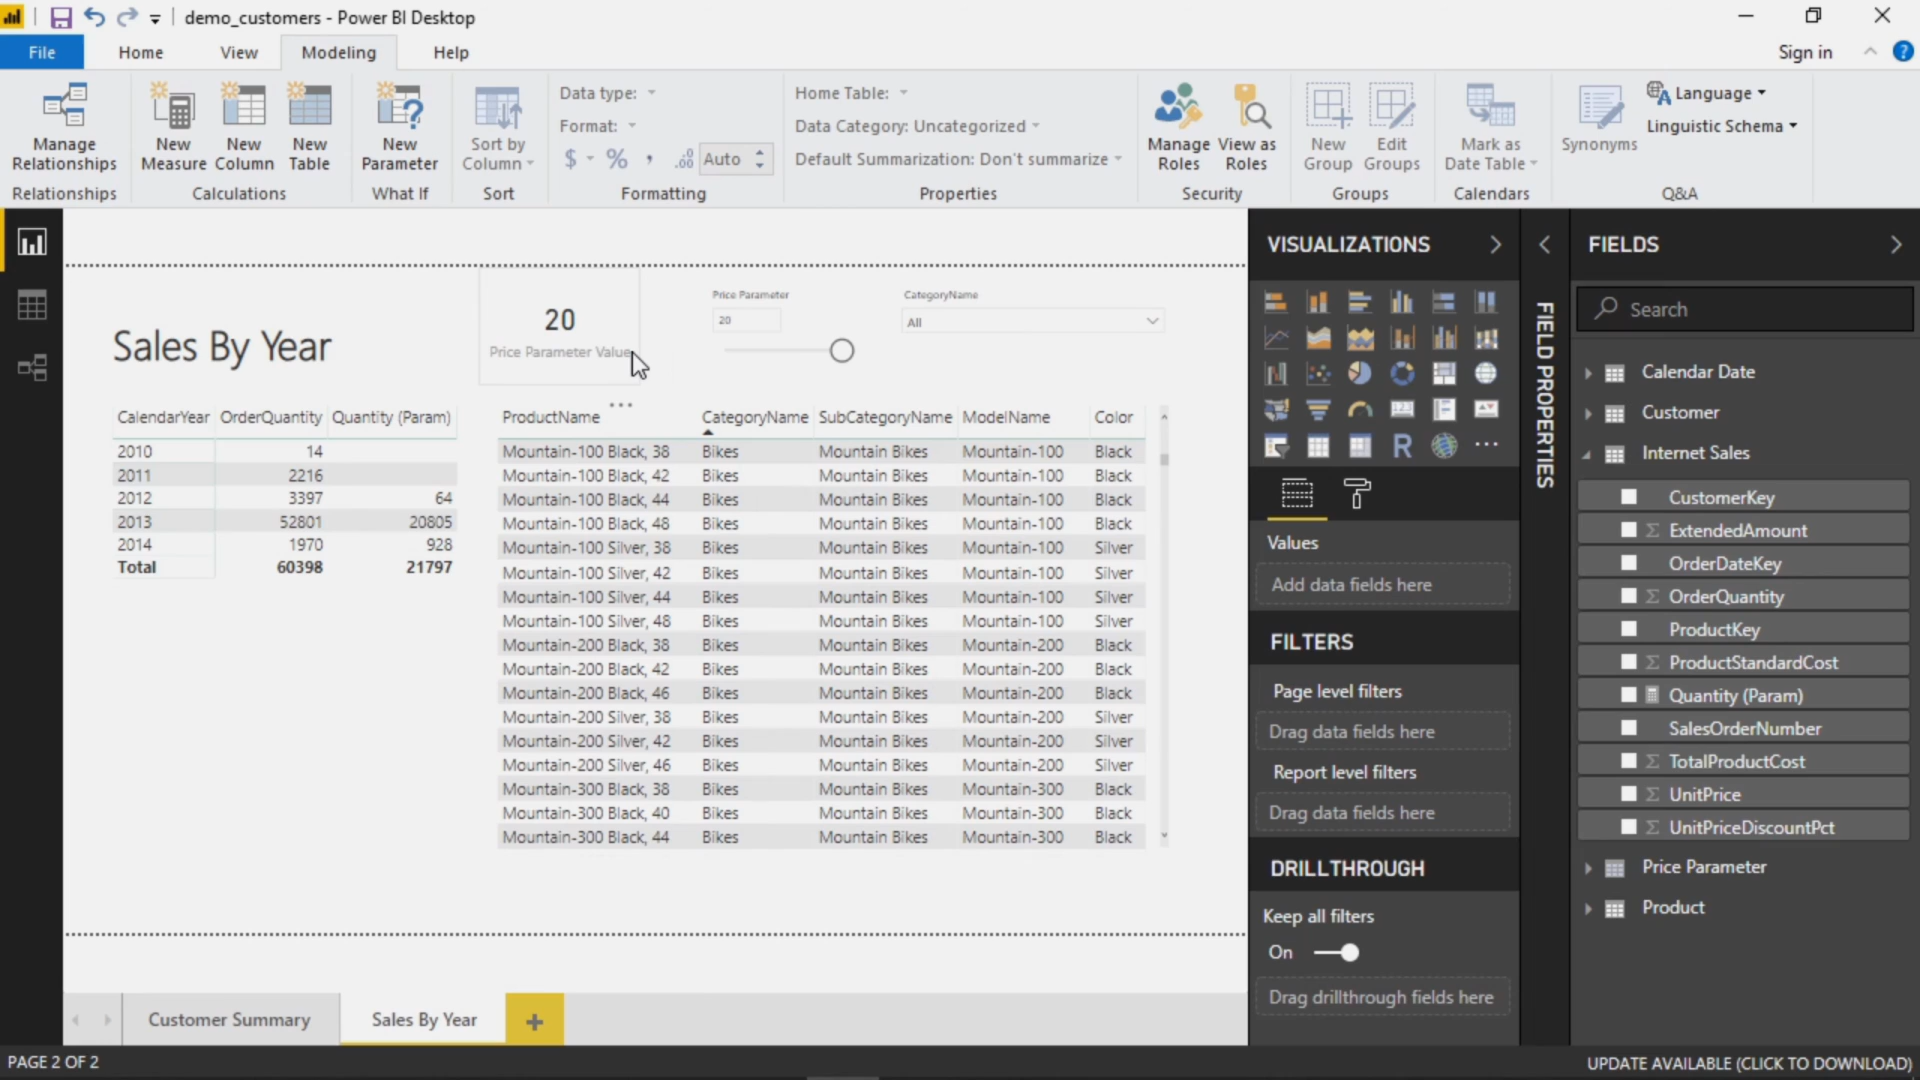 demo_customers - Power BI Desktop
File Home View Modeling Help Sign in
Manage Relationships
New Measure
New Column
New Table
New Parameter
Sort by Column
Data type:
Format:
$ % , .00 Auto
Home Table:
Data Category: Uncategorized
Default Summarization: Don't summarize
Manage Roles
View as Roles
New Group
Edit Groups
Mark as Date Table
Synonyms
Language
Linguistic Schema
Relationships Calculations What If Sort Formatting Properties Security Groups Calendars Q&A
Sales By Year
20
Price Parameter Value
Price Parameter
20
CategoryName
All
CalendarYear OrderQuantity Quantity (Param)
2010 14
2011 2216
2012 3397 64
2013 52801 20805
2014 1970 928
Total 60398 21797
ProductName CategoryName SubCategoryName ModelName Color
Mountain-100 Black, 38 Bikes Mountain Bikes Mountain-100 Black
Mountain-100 Black, 42 Bikes Mountain Bikes Mountain-100 Black
Mountain-100 Black, 44 Bikes Mountain Bikes Mountain-100 Black
Mountain-100 Black, 48 Bikes Mountain Bikes Mountain-100 Black
Mountain-100 Silver, 38 Bikes Mountain Bikes Mountain-100 Silver
Mountain-100 Silver, 42 Bikes Mountain Bikes Mountain-100 Silver
Mountain-100 Silver, 44 Bikes Mountain Bikes Mountain-100 Silver
Mountain-100 Silver, 48 Bikes Mountain Bikes Mountain-100 Silver
Mountain-200 Black, 38 Bikes Mountain Bikes Mountain-200 Black
Mountain-200 Black, 42 Bikes Mountain Bikes Mountain-200 Black
Mountain-200 Black, 46 Bikes Mountain Bikes Mountain-200 Black
Mountain-200 Silver, 38 Bikes Mountain Bikes Mountain-200 Silver
Mountain-200 Silver, 42 Bikes Mountain Bikes Mountain-200 Silver
Mountain-200 Silver, 46 Bikes Mountain Bikes Mountain-200 Silver
Mountain-300 Black, 38 Bikes Mountain Bikes Mountain-300 Black
Mountain-300 Black, 40 Bikes Mountain Bikes Mountain-300 Black
Mountain-300 Black, 44 Bikes Mountain Bikes Mountain-300 Black
VISUALIZATIONS
R
Values
Add data fields here
FILTERS
Page level filters
Drag data fields here
Report level filters
Drag data fields here
DRILLTHROUGH
Keep all filters
On
Drag drillthrough fields here
FIELD PROPERTIES
FIELDS
Search
Calendar Date
Customer
Internet Sales
CustomerKey
Σ ExtendedAmount
OrderDateKey
Σ OrderQuantity
ProductKey
Σ ProductStandardCost
Quantity (Param)
SalesOrderNumber
Σ TotalProductCost
Σ UnitPrice
Σ UnitPriceDiscountPct
Price Parameter
Product
Customer Summary Sales By Year +
PAGE 2 OF 2 UPDATE AVAILABLE (CLICK TO DOWNLOAD)